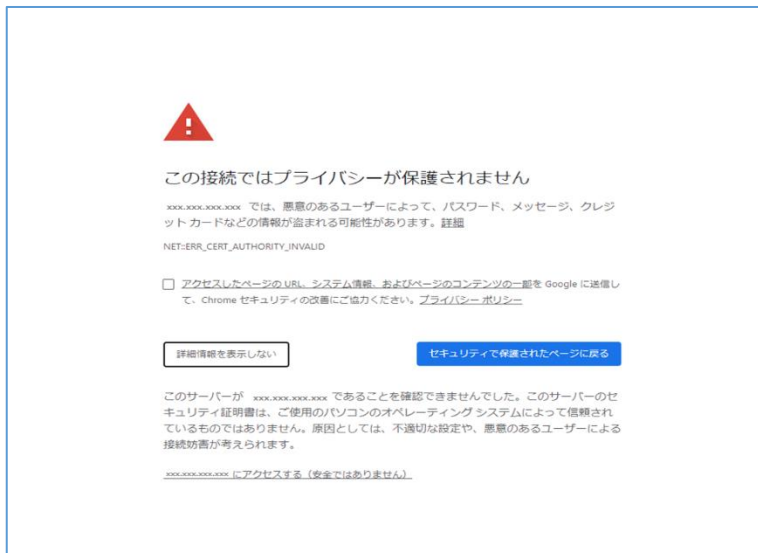 この接続ではプライバシーが保護されません
xxx.xxx.xxx.xxx では、悪意のあるユーザーによって、パスワード、メッセージ、クレジ
ット カードなどの情報が盗まれる可能性があります。詳細
NET::ERR_CERT_AUTHORITY_INVALID
アクセスしたページの URL、システム情報、およびページのコンテンツの一部を Google に送信し
て、Chrome セキュリティの改善にご協力ください。プライバシー ポリシー
詳細情報を表示しない
セキュリティで保護されたページに戻る
このサーバーが xxx.xxx.xxx.xxx であることを確認できませんでした。このサーバーのセ
キュリティ証明書は、ご使用のパソコンのオペレーティング システムによって信頼され
ているものではありません。原因としては、不適切な設定や、悪意のあるユーザーによる
接続妨害が考えられます。
xxx.xxx.xxx.xxx にアクセスする（安全ではありません）